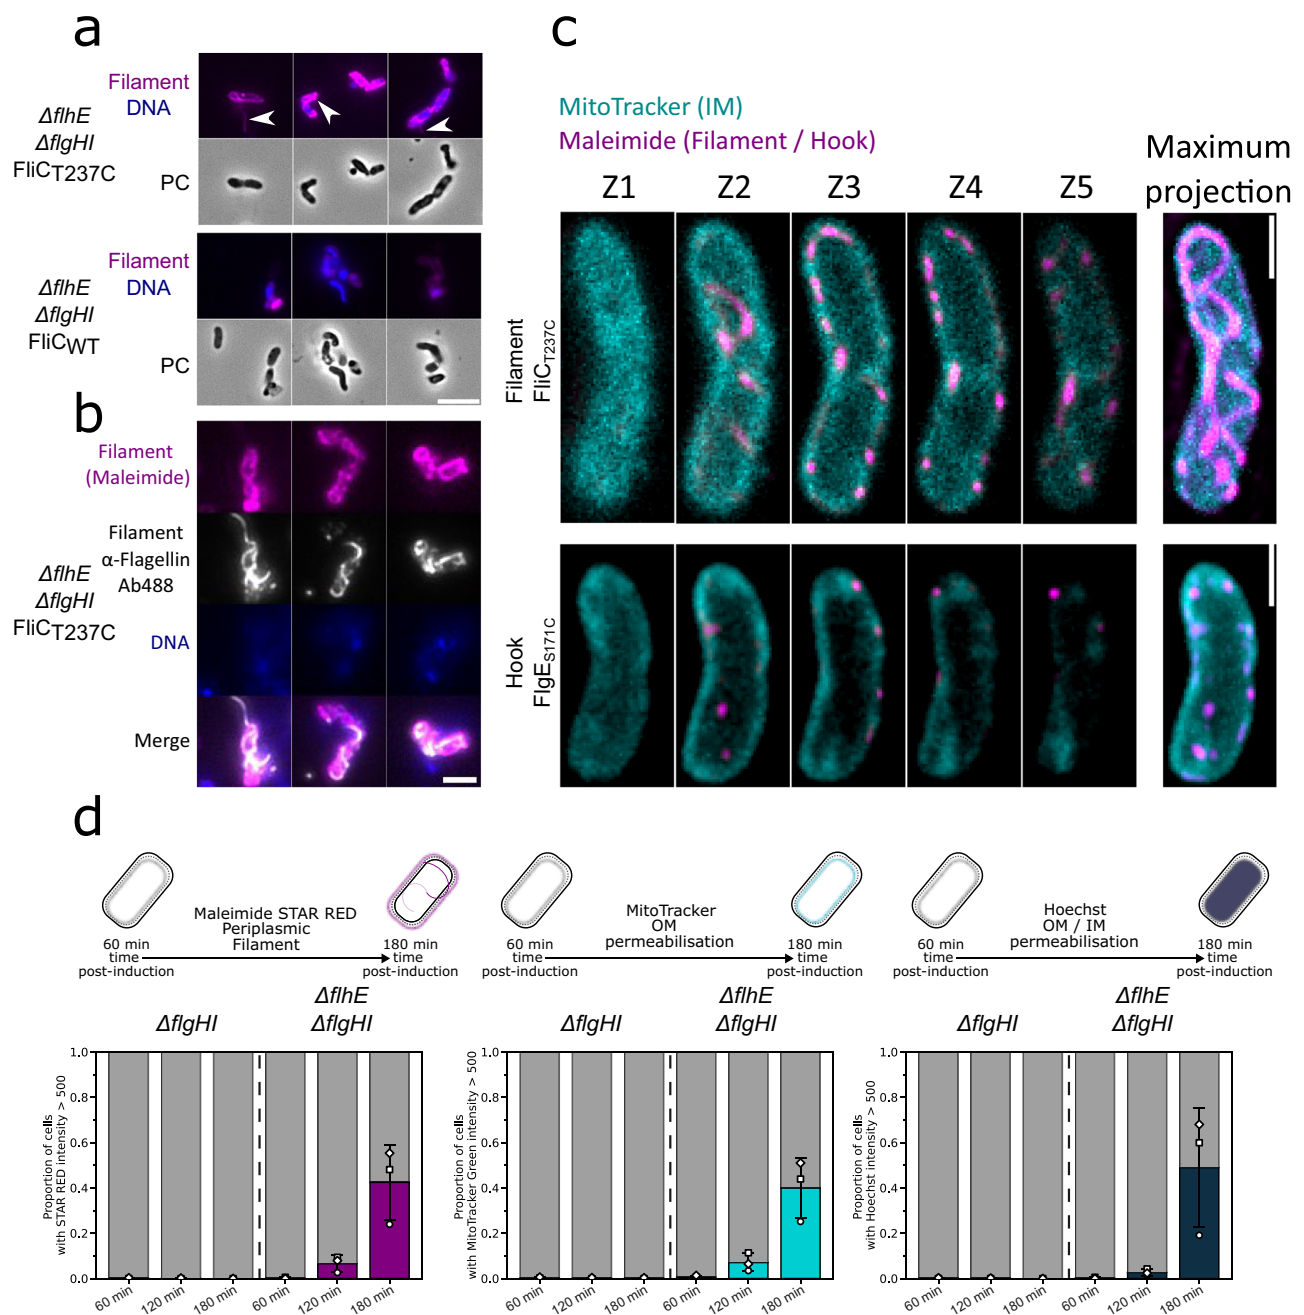 a
Filament
DNA
ΔflhE
ΔflgHI
FliCT237C
PC
Filament
DNA
ΔflhE
ΔflgHI
FliCWT
PC
b
Filament
(Maleimide)
Filament
α-Flagellin
Ab488
ΔflhE
ΔflgHI
FliCT237C
DNA
Merge
c
MitoTracker (IM)
Maleimide (Filament / Hook)
Z1 Z2 Z3 Z4 Z5
Maximum
projection
Filament
FliCT237C
Hook
FlgES171C
d
Maleimide STAR RED
Periplasmic
Filament
60 min
time
post-induction
180 min
time
post-induction
MitoTracker
OM
permeabilisation
60 min
time
post-induction
180 min
time
post-induction
Hoechst
OM / IM
permeabilisation
60 min
time
post-induction
180 min
time
post-induction
ΔflgHI
ΔflhE
ΔflgHI
Proportion of cells
with STAR RED intensity > 500
1.0
0.8
0.6
0.4
0.2
0.0
60 min 120 min 180 min 60 min 120 min 180 min
ΔflgHI
ΔflhE
ΔflgHI
Proportion of cells
with MitoTracker Green intensity > 500
1.0
0.8
0.6
0.4
0.2
0.0
60 min 120 min 180 min 60 min 120 min 180 min
ΔflgHI
ΔflhE
ΔflgHI
Proportion of cells
with Hoechst intensity > 500
1.0
0.8
0.6
0.4
0.2
0.0
60 min 120 min 180 min 60 min 120 min 180 min